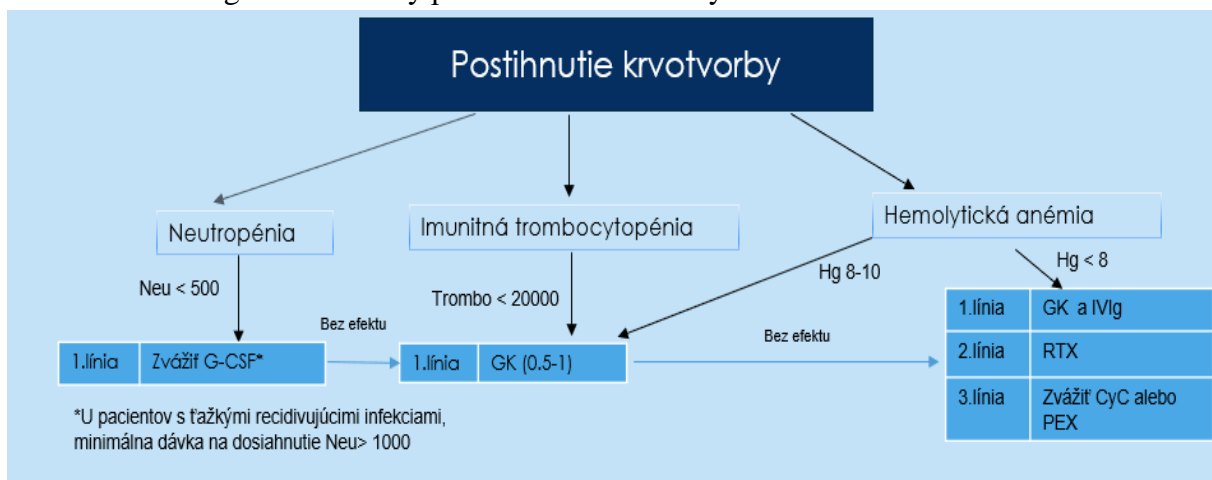 Postihnutie krvotvorby
Neutropénia
Imunitná trombocytopénia
Hemolytická anémia
Neu < 500
Trombo < 20000
Hg 8-10
Hg < 8
1.línia Zvážiť G-CSF*
Bez efektu
1.línia GK (0.5-1)
Bez efektu
1.línia GK a IVIg
2.línia RTX
3.línia Zvážiť CyC alebo
PEX
*U pacientov s ťažkými recidivujúcimi infekciami,
minimálna dávka na dosiahnutie Neu> 1000